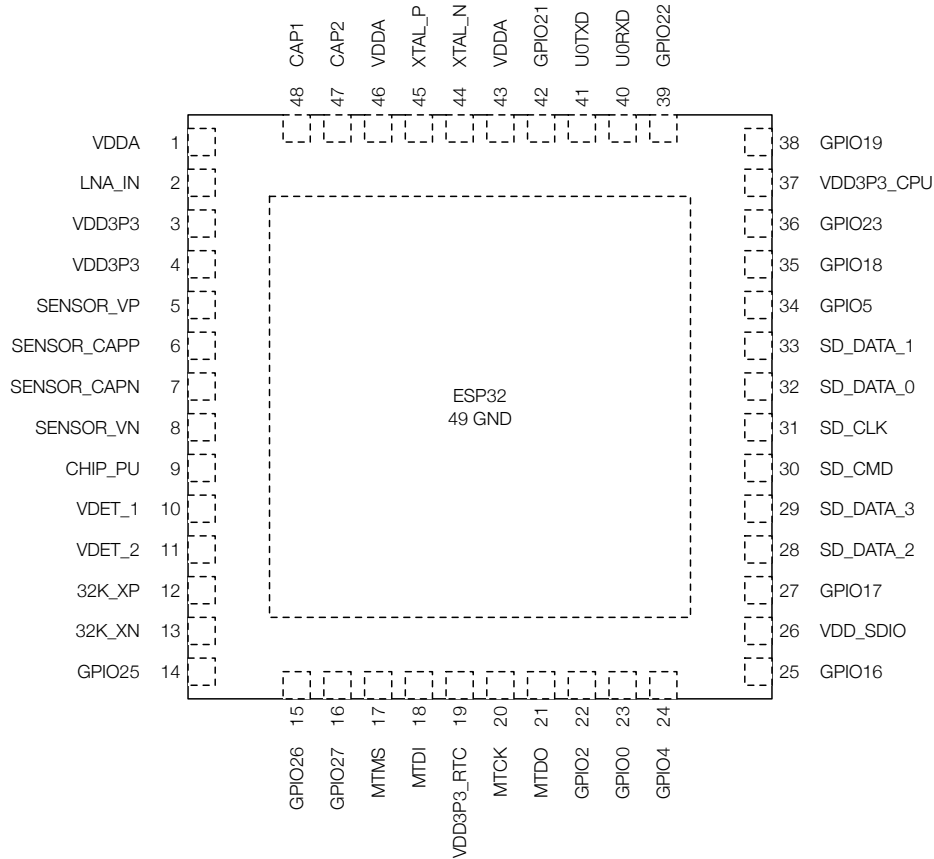 CAP1
CAP2
VDDA
XTAL_P
XTAL_N
VDDA
GPIO21
U0TXD
U0RXD
GPIO22
48
47
46
45
44
43
42
41
40
39
VDDA 1
LNA_IN 2
VDD3P3 3
VDD3P3 4
SENSOR_VP 5
SENSOR_CAPP 6
SENSOR_CAPN 7
SENSOR_VN 8
CHIP_PU 9
VDET_1 10
VDET_2 11
32K_XP 12
32K_XN 13
GPIO25 14
ESP32
49 GND
38 GPIO19
37 VDD3P3_CPU
36 GPIO23
35 GPIO18
34 GPIO5
33 SD_DATA_1
32 SD_DATA_0
31 SD_CLK
30 SD_CMD
29 SD_DATA_3
28 SD_DATA_2
27 GPIO17
26 VDD_SDIO
25 GPIO16
15
16
17
18
19
20
21
22
23
24
GPIO26
GPIO27
MTMS
MTDI
VDD3P3_RTC
MTCK
MTDO
GPIO2
GPIO0
GPIO4